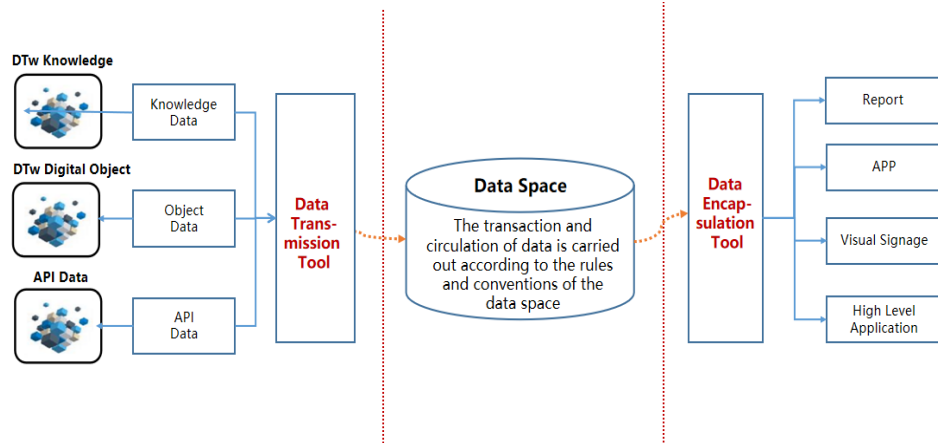 DTw Knowledge
Knowledge
Data
DTw Digital Object
Object
Data
API Data
API
Data
Data
Trans-
mission
Tool
Data Space
The transaction and
circulation of data is carried
out according to the rules
and conventions of the
data space
Data
Encap-
sulation
Tool
Report
APP
Visual Signage
High Level
Application